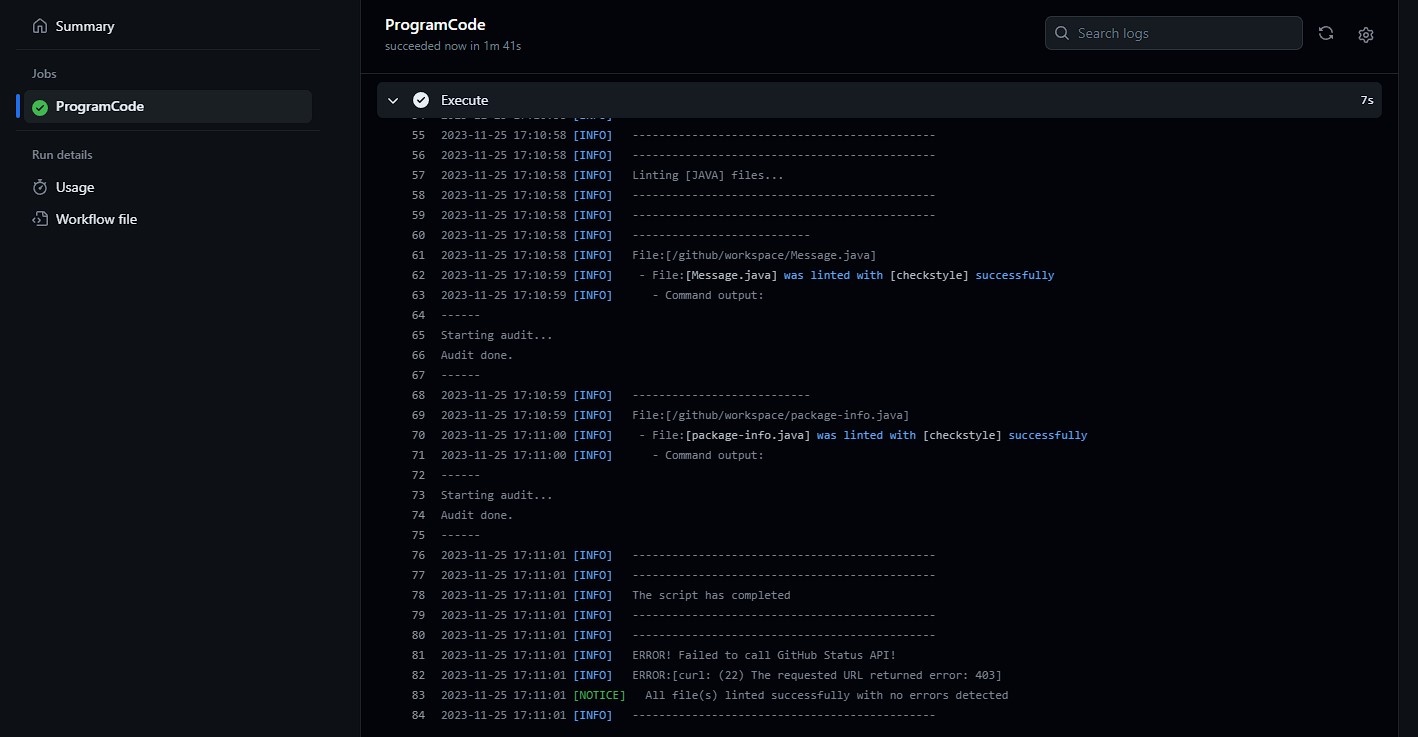 Summary
Jobs
ProgramCode
Run details
Usage
Workflow file
ProgramCode
succeeded now in 1m 41s
Search logs
Execute
7s
55 2023-11-25 17:10:58 [INFO] ----------------------------------------------
56 2023-11-25 17:10:58 [INFO] ----------------------------------------------
57 2023-11-25 17:10:58 [INFO] Linting [JAVA] files...
58 2023-11-25 17:10:58 [INFO] ----------------------------------------------
59 2023-11-25 17:10:58 [INFO] ----------------------------------------------
60 2023-11-25 17:10:58 [INFO] ---------------------------
61 2023-11-25 17:10:58 [INFO] File:[/github/workspace/Message.java]
62 2023-11-25 17:10:59 [INFO] - File:[Message.java] was linted with [checkstyle] successfully
63 2023-11-25 17:10:59 [INFO] - Command output:
64 ------
65 Starting audit...
66 Audit done.
67 ------
68 2023-11-25 17:10:59 [INFO] ---------------------------
69 2023-11-25 17:10:59 [INFO] File:[/github/workspace/package-info.java]
70 2023-11-25 17:11:00 [INFO] - File:[package-info.java] was linted with [checkstyle] successfully
71 2023-11-25 17:11:00 [INFO] - Command output:
72 ------
73 Starting audit...
74 Audit done.
75 ------
76 2023-11-25 17:11:01 [INFO] ----------------------------------------------
77 2023-11-25 17:11:01 [INFO] ----------------------------------------------
78 2023-11-25 17:11:01 [INFO] The script has completed
79 2023-11-25 17:11:01 [INFO] ----------------------------------------------
80 2023-11-25 17:11:01 [INFO] ----------------------------------------------
81 2023-11-25 17:11:01 [INFO] ERROR! Failed to call GitHub Status API!
82 2023-11-25 17:11:01 [INFO] ERROR:[curl: (22) The requested URL returned error: 403]
83 2023-11-25 17:11:01 [NOTICE] All file(s) linted successfully with no errors detected
84 2023-11-25 17:11:01 [INFO] ----------------------------------------------